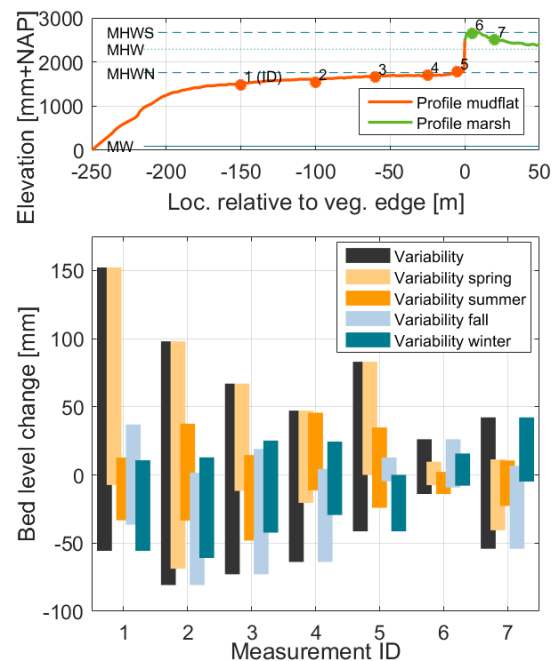 3000
2000
1000
0
Elevation [mm+NAP]
MHWS
MHW
MHWN
MW
1 (ID)
2
3
4
5
6
7
Profile mudflat
Profile marsh
-250 -200 -150 -100 -50 0 50
Loc. relative to veg. edge [m]
150
100
50
0
-50
-100
Bed level change [mm]
Variability
Variability spring
Variability summer
Variability fall
Variability winter
1 2 3 4 5 6 7
Measurement ID